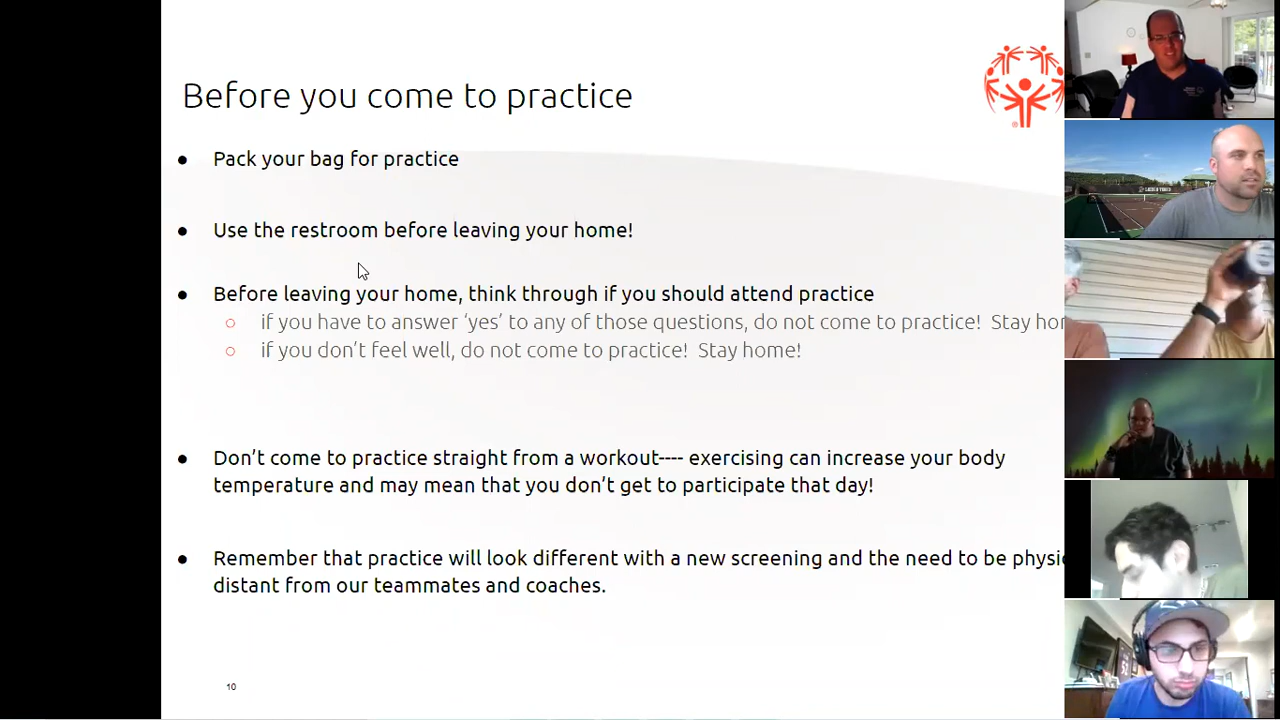 Before you come to practice
● Pack your bag for practice
● Use the restroom before leaving your home!
● Before leaving your home, think through if you should attend practice
○ if you have to answer ‘yes’ to any of those questions, do not come to practice!  Stay hor
○ if you don’t feel well, do not come to practice!  Stay home!
● Don’t come to practice straight from a workout---- exercising can increase your body
temperature and may mean that you don’t get to participate that day!
● Remember that practice will look different with a new screening and the need to be physic
distant from our teammates and coaches.
10